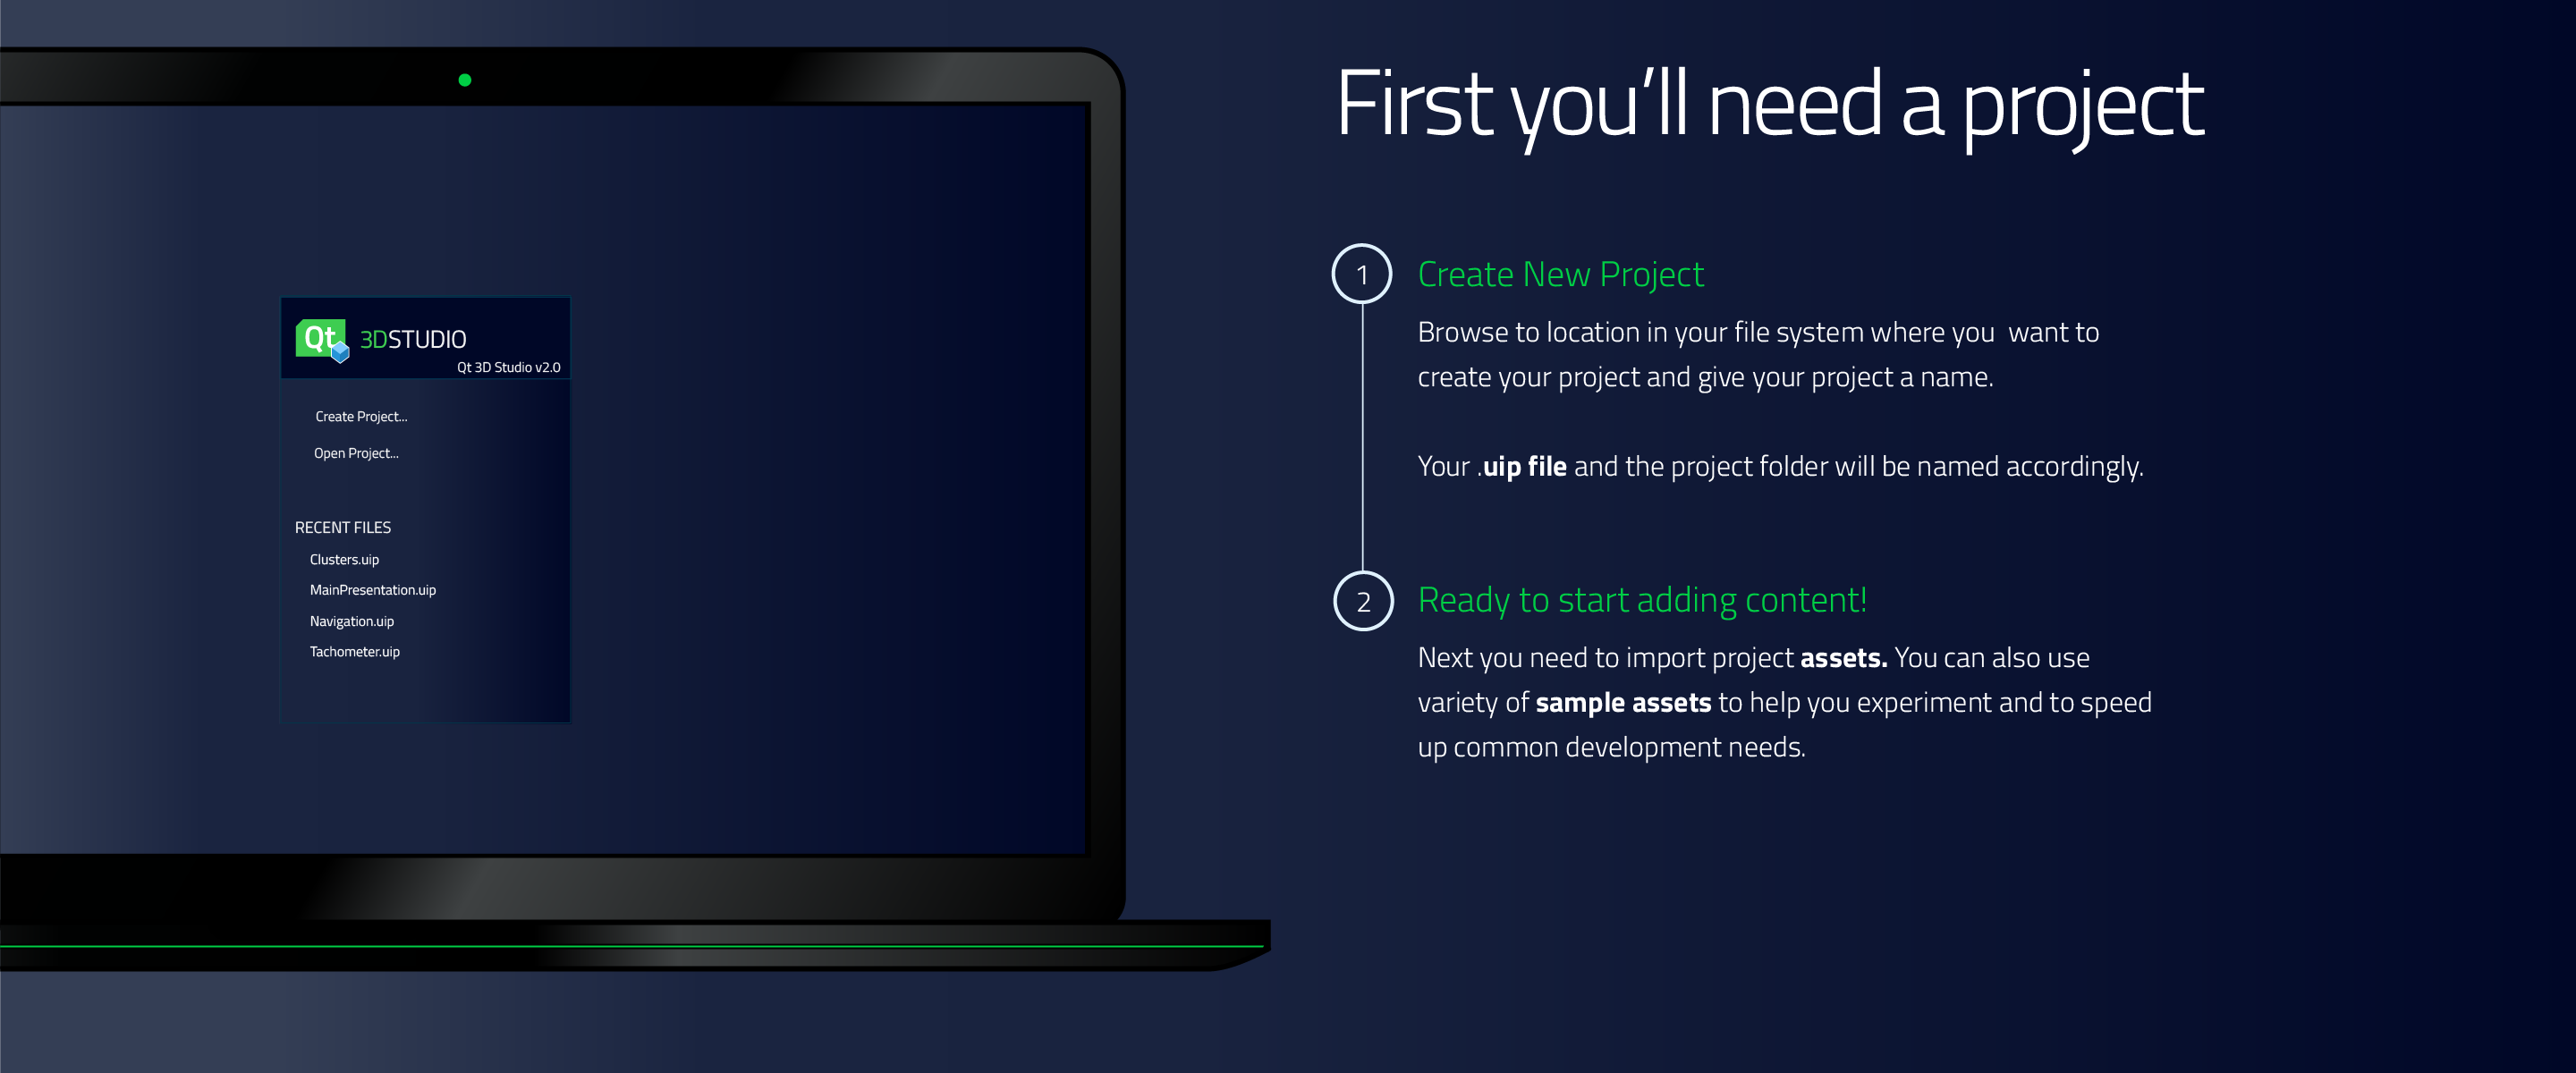 Qt 3DSTUDIO
Qt 3D Studio v2.0
Create Project...
Open Project...
RECENT FILES
Clusters.uip
MainPresentation.uip
Navigation.uip
Tachometer.uip
First you’ll need a project
1 Create New Project
Browse to location in your file system where you  want to
create your project and give your project a name.
Your .uip file and the project folder will be named accordingly.
2 Ready to start adding content!
Next you need to import project assets. You can also use
variety of sample assets to help you experiment and to speed
up common development needs.